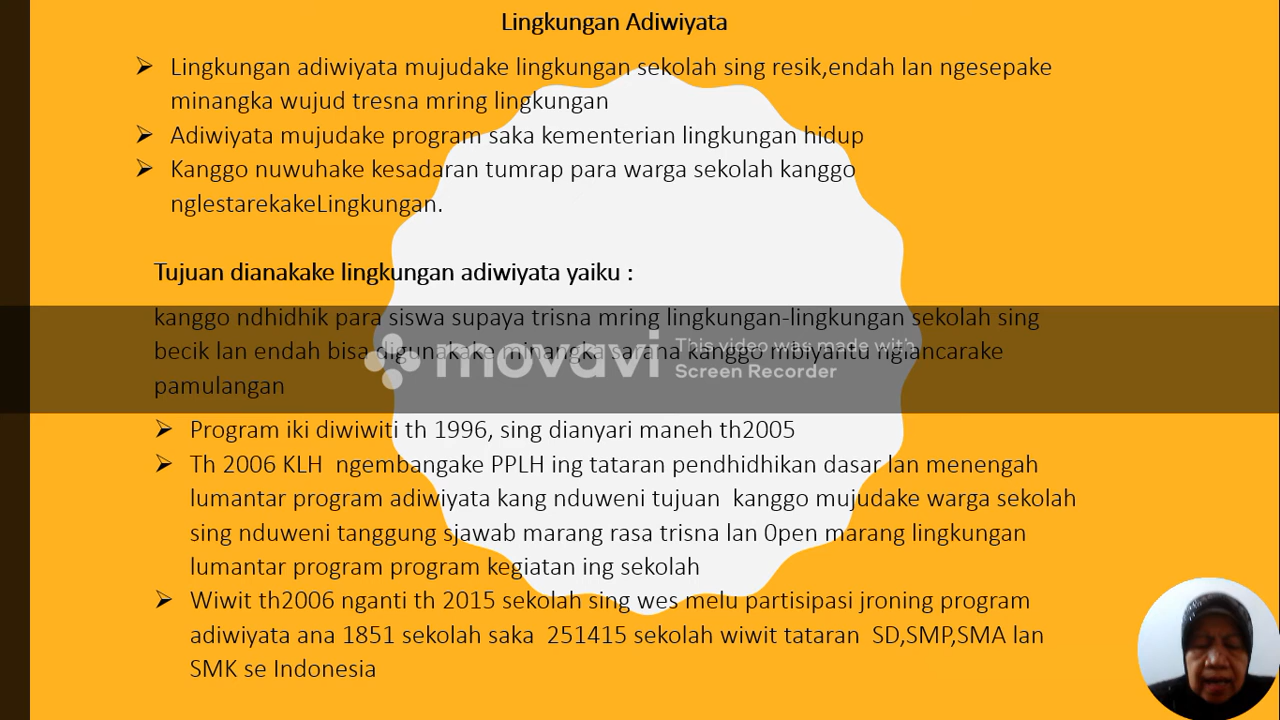 Lingkungan Adiwiyata
Lingkungan adiwiyata mujudake lingkungan sekolah sing resik,endah lan ngesepake
minangka wujud tresna mring lingkungan
Adiwiyata mujudake program saka kementerian lingkungan hidup
Kanggo nuwuhake kesadaran tumrap para warga sekolah kanggo
nglestarekakeLingkungan.
Tujuan dianakake lingkungan adiwiyata yaiku :
kanggo ndhidhik para siswa supaya trisna mring lingkungan-lingkungan sekolah sing
becik lan endah bisa digunakake minangka sarana kanggo mbiyantu nglancarake
pamulangan
movavi
This video was made with
Screen Recorder
Program iki diwiwiti th 1996, sing dianyari maneh th2005
Th 2006 KLH  ngembangake PPLH ing tataran pendhidhikan dasar lan menengah
lumantar program adiwiyata kang nduweni tujuan  kanggo mujudake warga sekolah
sing nduweni tanggung sjawab marang rasa trisna lan 0pen marang lingkungan
lumantar program program kegiatan ing sekolah
Wiwit th2006 nganti th 2015 sekolah sing wes melu partisipasi jroning program
adiwiyata ana 1851 sekolah saka  251415 sekolah wiwit tataran  SD,SMP,SMA lan
SMK se Indonesia